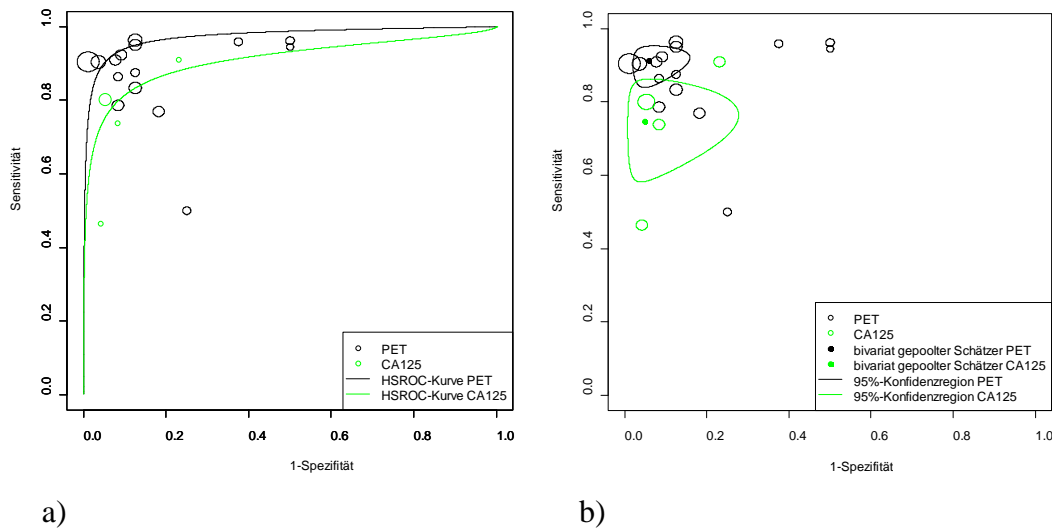 Sensitivität
1.0
0.8
0.6
0.4
0.2
0.0
PET
CA125
HSROC-Kurve PET
HSROC-Kurve CA125
0.0 0.2 0.4 0.6 0.8 1.0
1-Spezifität
a)
Sensitivität
1.0
0.8
0.6
0.4
0.2
0.0
PET
CA125
bivariat gepoolter Schätzer PET
bivariat gepoolter Schätzer CA125
95%-Konfidenzregion PET
95%-Konfidenzregion CA125
0.0 0.2 0.4 0.6 0.8 1.0
1-Spezifität
b)